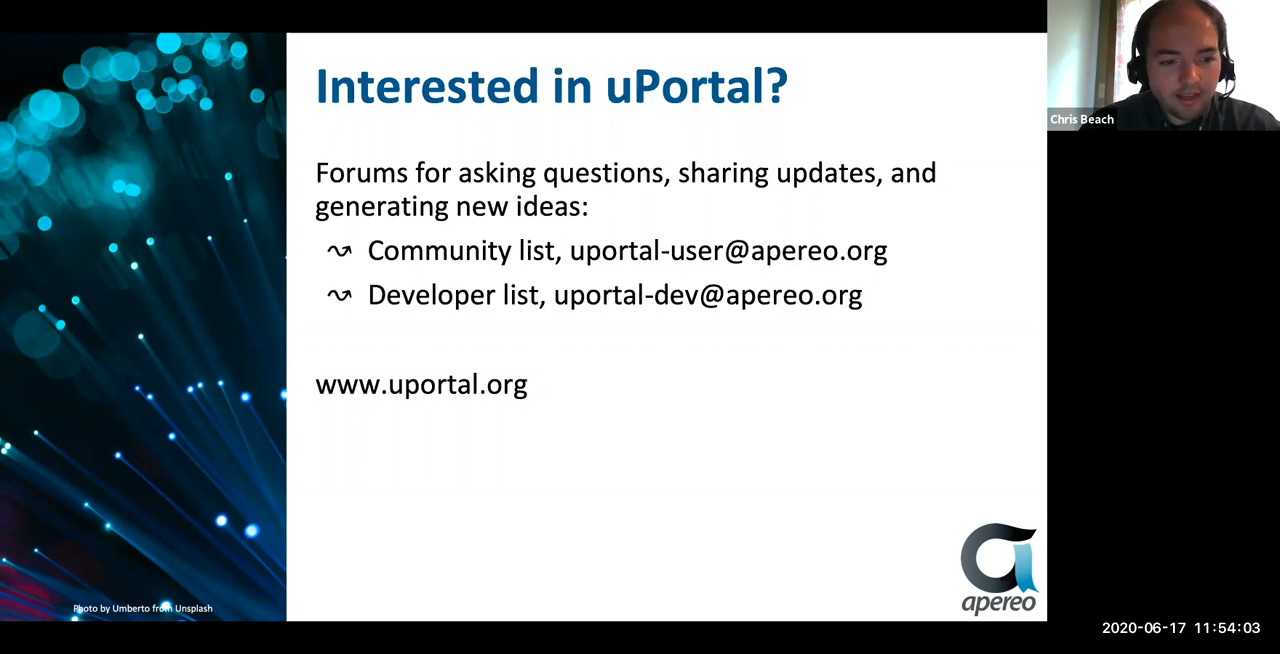 Interested in uPortal?
Forums for asking questions, sharing updates, and
generating new ideas:
Community list, uportal-user@apereo.org
Developer list, uportal-dev@apereo.org
www.uportal.org
Photo by Umberto from Unsplash
apereo
Chris Beach
2020-06-17 11:54:03